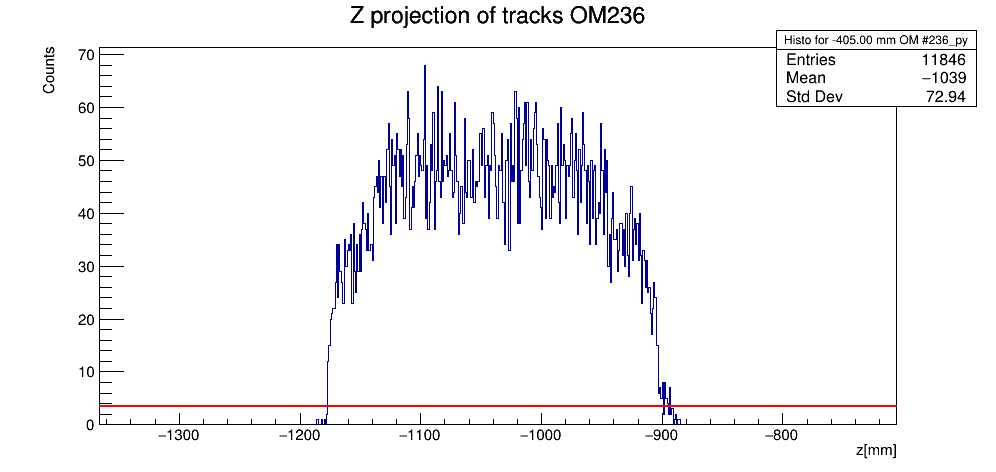 Z projection of tracks OM236
Histo for -405.00 mm OM #236_py
Entries 11846
Mean −1039
Std Dev 72.94
Counts
70
60
50
40
30
20
10
0
−1300 −1200 −1100 −1000 −900 −800
z[mm]